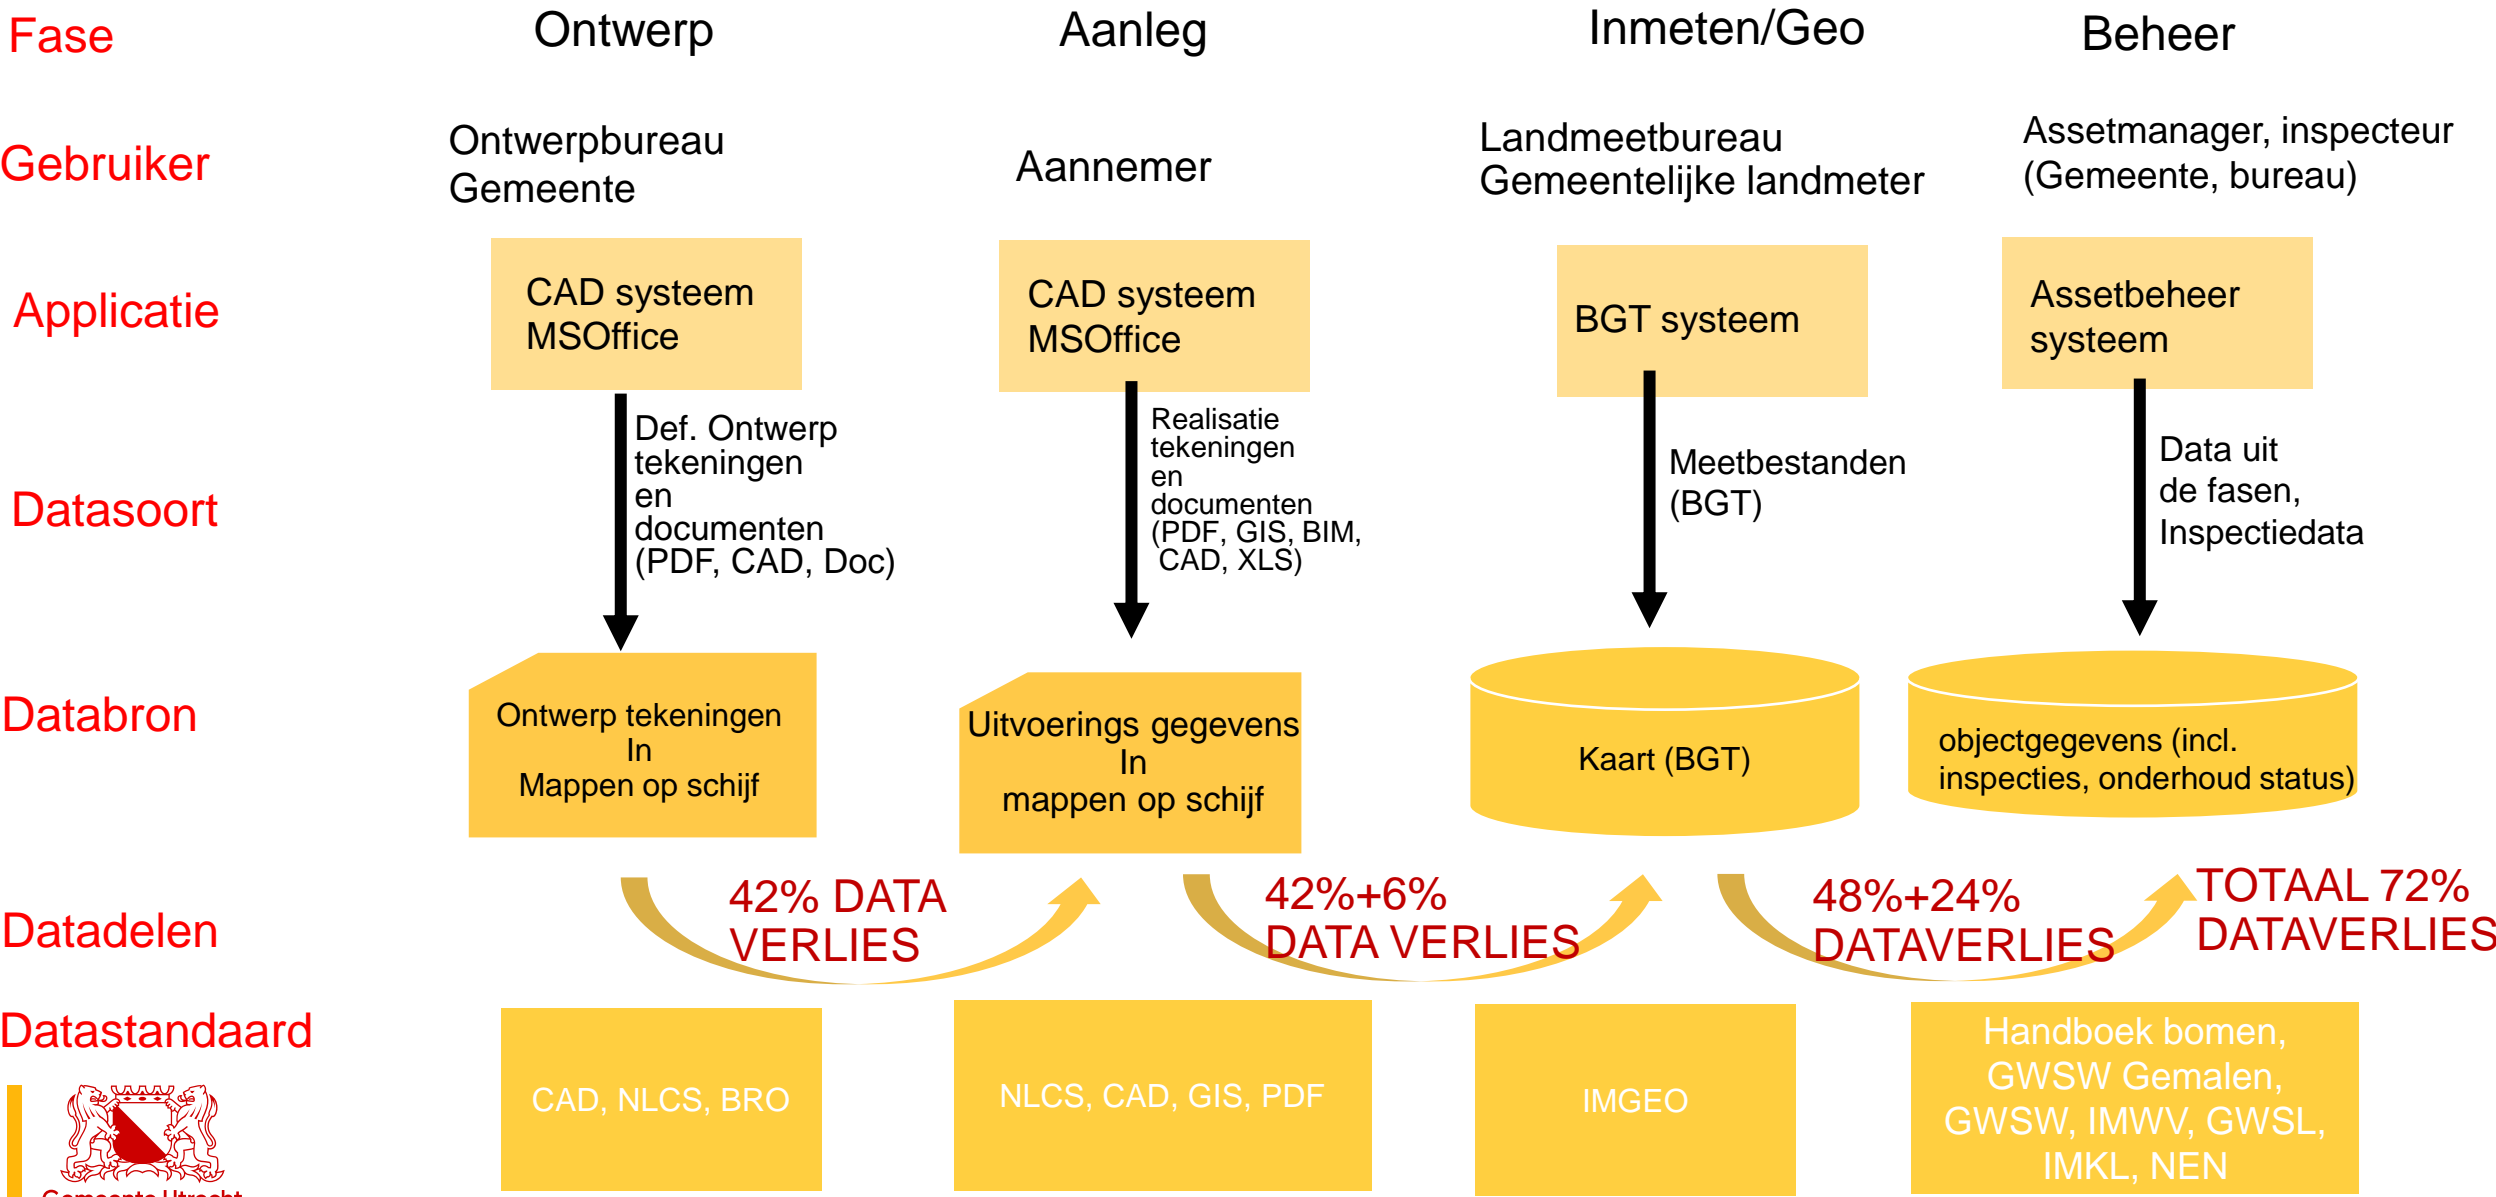 Fase
Ontwerp
Aanleg
Inmeten/Geo
Beheer
Gebruiker
Ontwerpbureau
Gemeente
Aannemer
Landmeetbureau
Gemeentelijke landmeter
Assetmanager, inspecteur
(Gemeente, bureau)
Applicatie
CAD systeem
MSOffice
CAD systeem
MSOffice
BGT systeem
Assetbeheer
systeem
Datasoort
Def. Ontwerp
tekeningen
en
documenten
(PDF, CAD, Doc)
Realisatie
tekeningen
en
documenten
(PDF, GIS, BIM,
CAD, XLS)
Meetbestanden
(BGT)
Data uit
de fasen,
Inspectiedata
Databron
Ontwerp tekeningen
In
Mappen op schijf
Uitvoerings gegevens
In
mappen op schijf
Kaart (BGT)
objectgegevens (incl.
inspecties, onderhoud status)
Datadelen
42% DATA
VERLIES
42%+6%
DATA VERLIES
48%+24%
DATAVERLIES
TOTAAL 72%
DATAVERLIES
Datastandaard
CAD, NLCS, BRO
NLCS, CAD, GIS, PDF
IMGEO
Handboek bomen,
GWSW Gemalen,
GWSW, IMWV, GWSL,
IMKL, NEN
Gemeente Utrecht